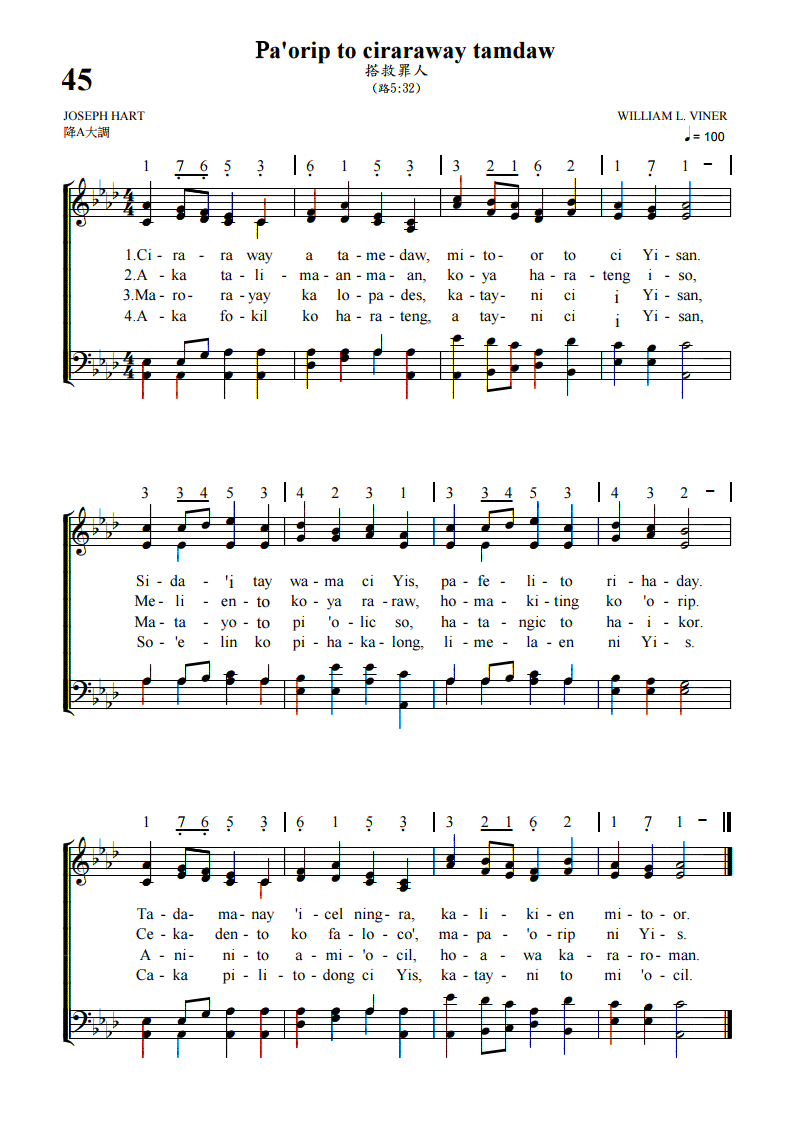 Pa'orip to ciraraway tamdaw
搭救罪人
45
（路5:32）
JOSEPH HART
WILLIAM L. VINER
降A大調
♩= 100
1 7̣ 6̣ 5̣ 3̣ | 6̣ 1 5̣ 3̣ | 3 2 1 6̣ 2 | 1 7̣ 1 - |
1.Ci - ra - ra way a ta - me - daw, mi - to - or to ci Yi - san.
2.A - ka ta - li - ma - an - ma - an, ko - ya ha - ra - teng i - so,
3.Ma - ro - ra - yay ka lo - pa - des, ka - tay - ni ci i Yi - san,
4.A - ka fo - kil ko ha - ra - teng, a tay - ni ci i Yi - san,
3 3 4 5 3 | 4 2 3 1 | 3 3 4 5 3 | 4 3 2 - |
Si - da - 'i tay wa - ma ci Yis, pa - fe - li - to ri - ha - day.
Me - li - en - to ko - ya ra - raw, ho - ma - ki - ting ko 'o - rip.
Ma - ta - yo - to pi 'o - lic so, ha - ta - ngic to ha - i - kor.
So - 'e - lin ko pi - ha - ka - long, li - me - la - en ni Yi - s.
1 7̣ 6̣ 5̣ 3̣ | 6̣ 1 5̣ 3̣ | 3 2 1 6̣ 2 | 1 7̣ 1 - ||
Ta - da - ma - nay 'i - cel ning - ra, ka - li - ki - en mi - to - or.
Ce - ka - den - to ko fa - lo - co', ma - pa - 'o - rip ni Yi - s.
A - ni - ni - to a - mi - 'o - cil, ho - a - wa ka - ra - ro - man.
Ca - ka pi - li - to - dong ci Yis, ka - tay - ni to mi - 'o - cil.